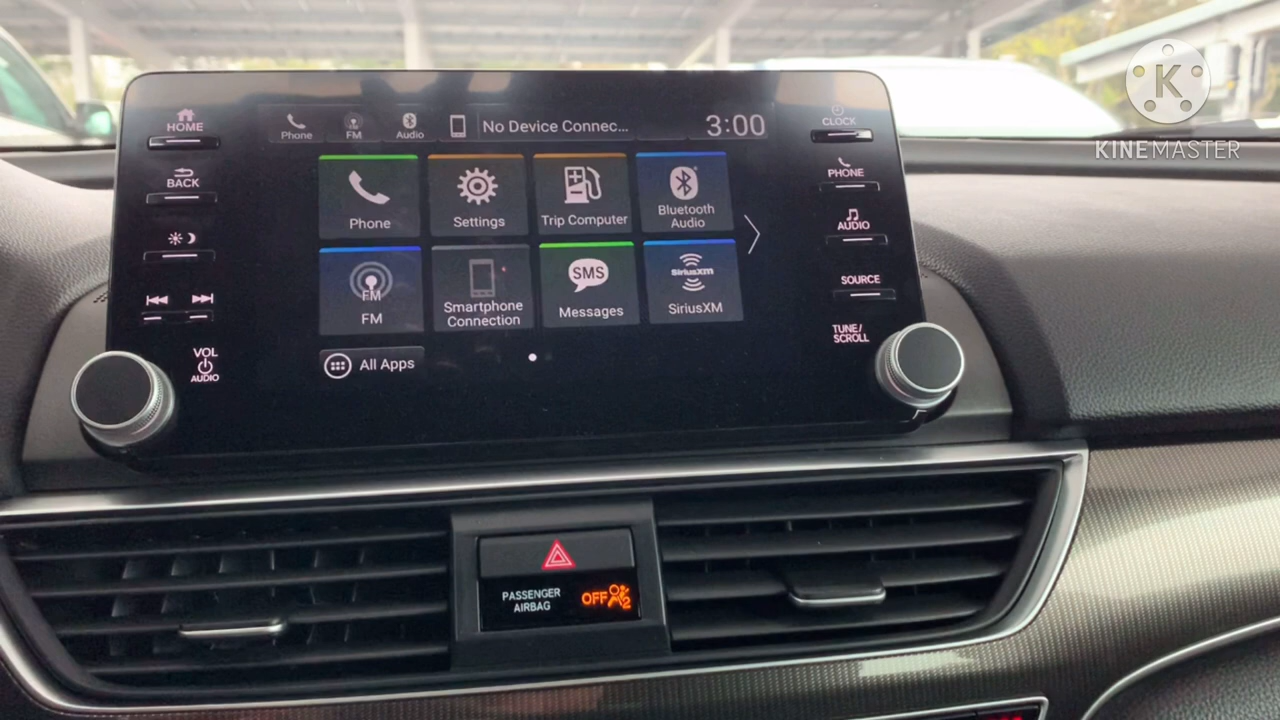 HOME
BACK
VOL
AUDIO
Phone
FM
Audio
No Device Connec...
3:00
Phone
Settings
Trip Computer
Bluetooth
Audio
FM
FM
Smartphone
Connection
SMS
Messages
SiriusXM
SiriusXM
All Apps
CLOCK
PHONE
AUDIO
SOURCE
TUNE/
SCROLL
PASSENGER
AIRBAG
OFF 2
K
KINEMASTER